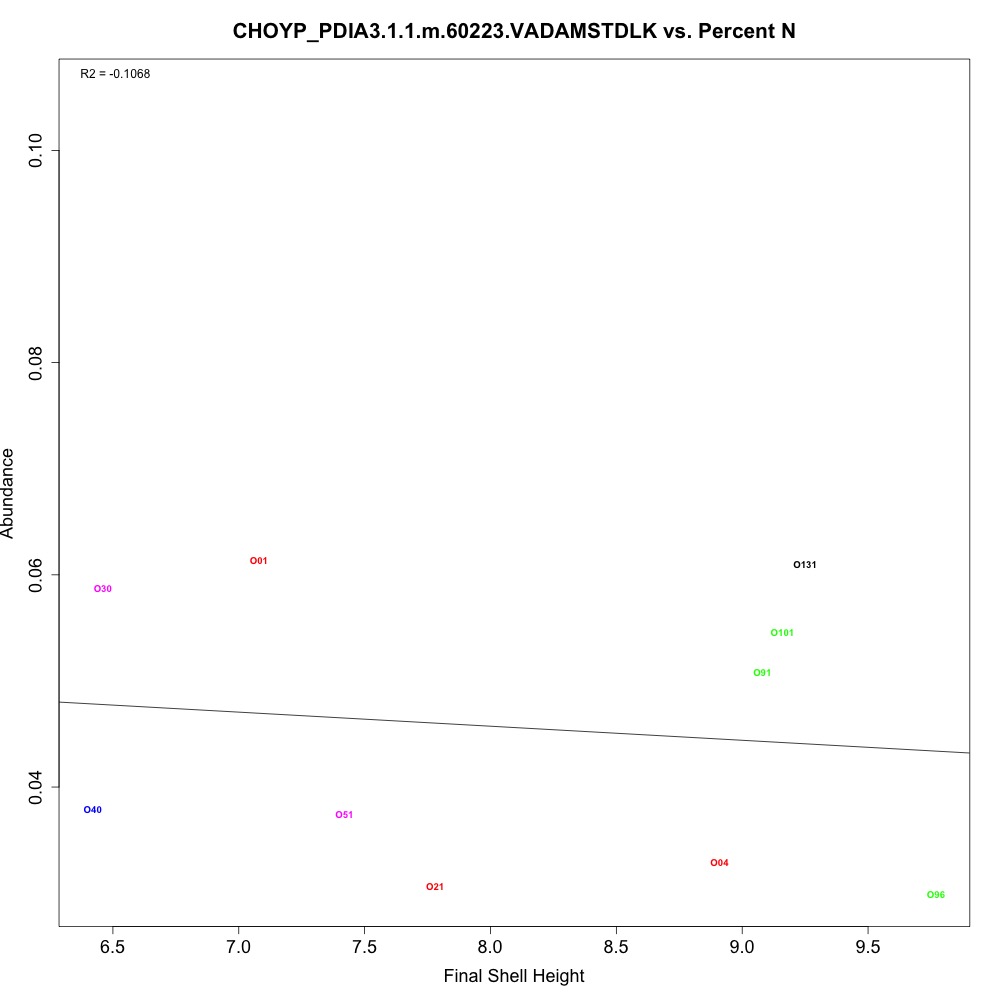 CHOYP_PDIA3.1.1.m.60223.VADAMSTDLK vs. Percent N
R2 = -0.1068
0.10
0.08
Abundance
0.06
O01
O131
O30
O101
O91
0.04
O40
O51
O04
O21
O96
6.5 7.0 7.5 8.0 8.5 9.0 9.5
Final Shell Height